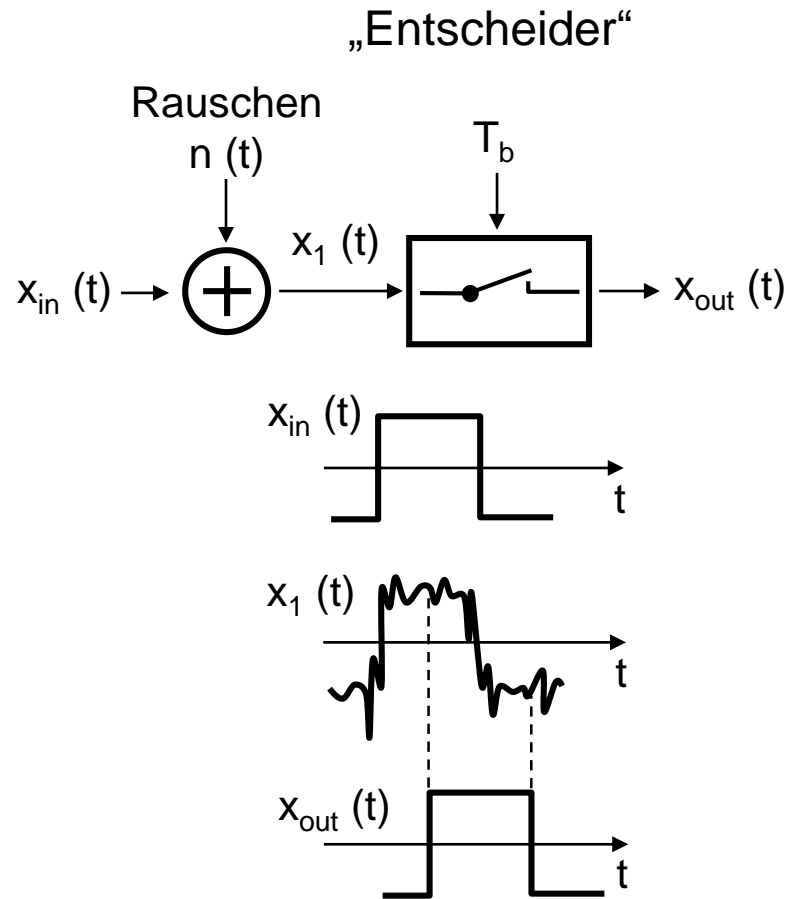 „Entscheider“
Rauschen
n (t)
T_b
x_1 (t)
x_in (t)
x_out (t)
x_in (t)
t
x_1 (t)
t
x_out (t)
t